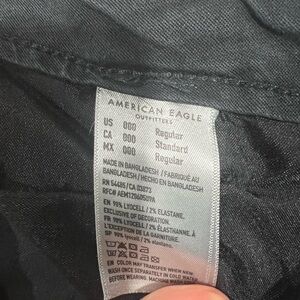 AMERICAN EAGLE
OUTFITTERS
US 000 Regular
CA 000 Standard
MX 000 Regular
MADE IN BANGLADESH / FABRIQUÉ AU
BANGLADESH / HECHO EN BANGLADESH
RN 54485/CA 03873
EN 98% LYOCELL / 2% ELASTANE.
EXCLUSIVE OF DECORATION
FR 98% LYOCELL / 2% ÉLASTHANNE. À
L'EXCEPTION DE LA GARNITURE.
SP 98% lyocell / 2% elastano.
EN COLOR MAY TRANSFER WHEN NEW
WASH ONCE SEPARATELY IN COLD WATER
BEFORE WEARING. MACHINE